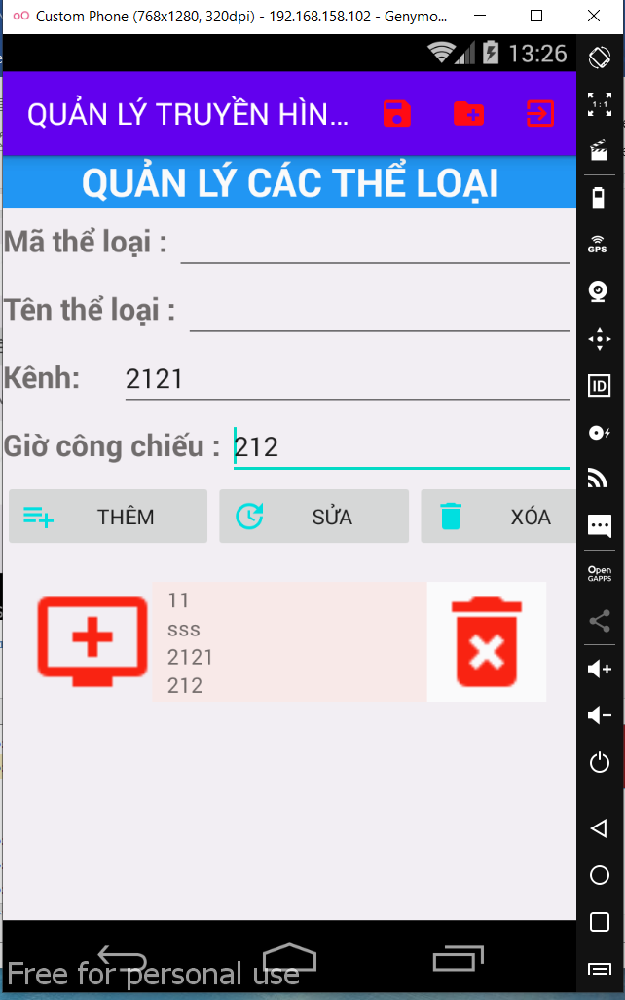 Custom Phone (768x1280, 320dpi) - 192.168.158.102 - Genymo...
13:26
QUẢN LÝ TRUYỀN HÌN...
QUẢN LÝ CÁC THỂ LOẠI
Mã thể loại :
Tên thể loại :
Kênh: 2121
Giờ công chiếu : 212
THÊM SỬA XÓA
11
sss
2121
212
1:1
GPS
ID
Open
GAPPS
Free for personal use